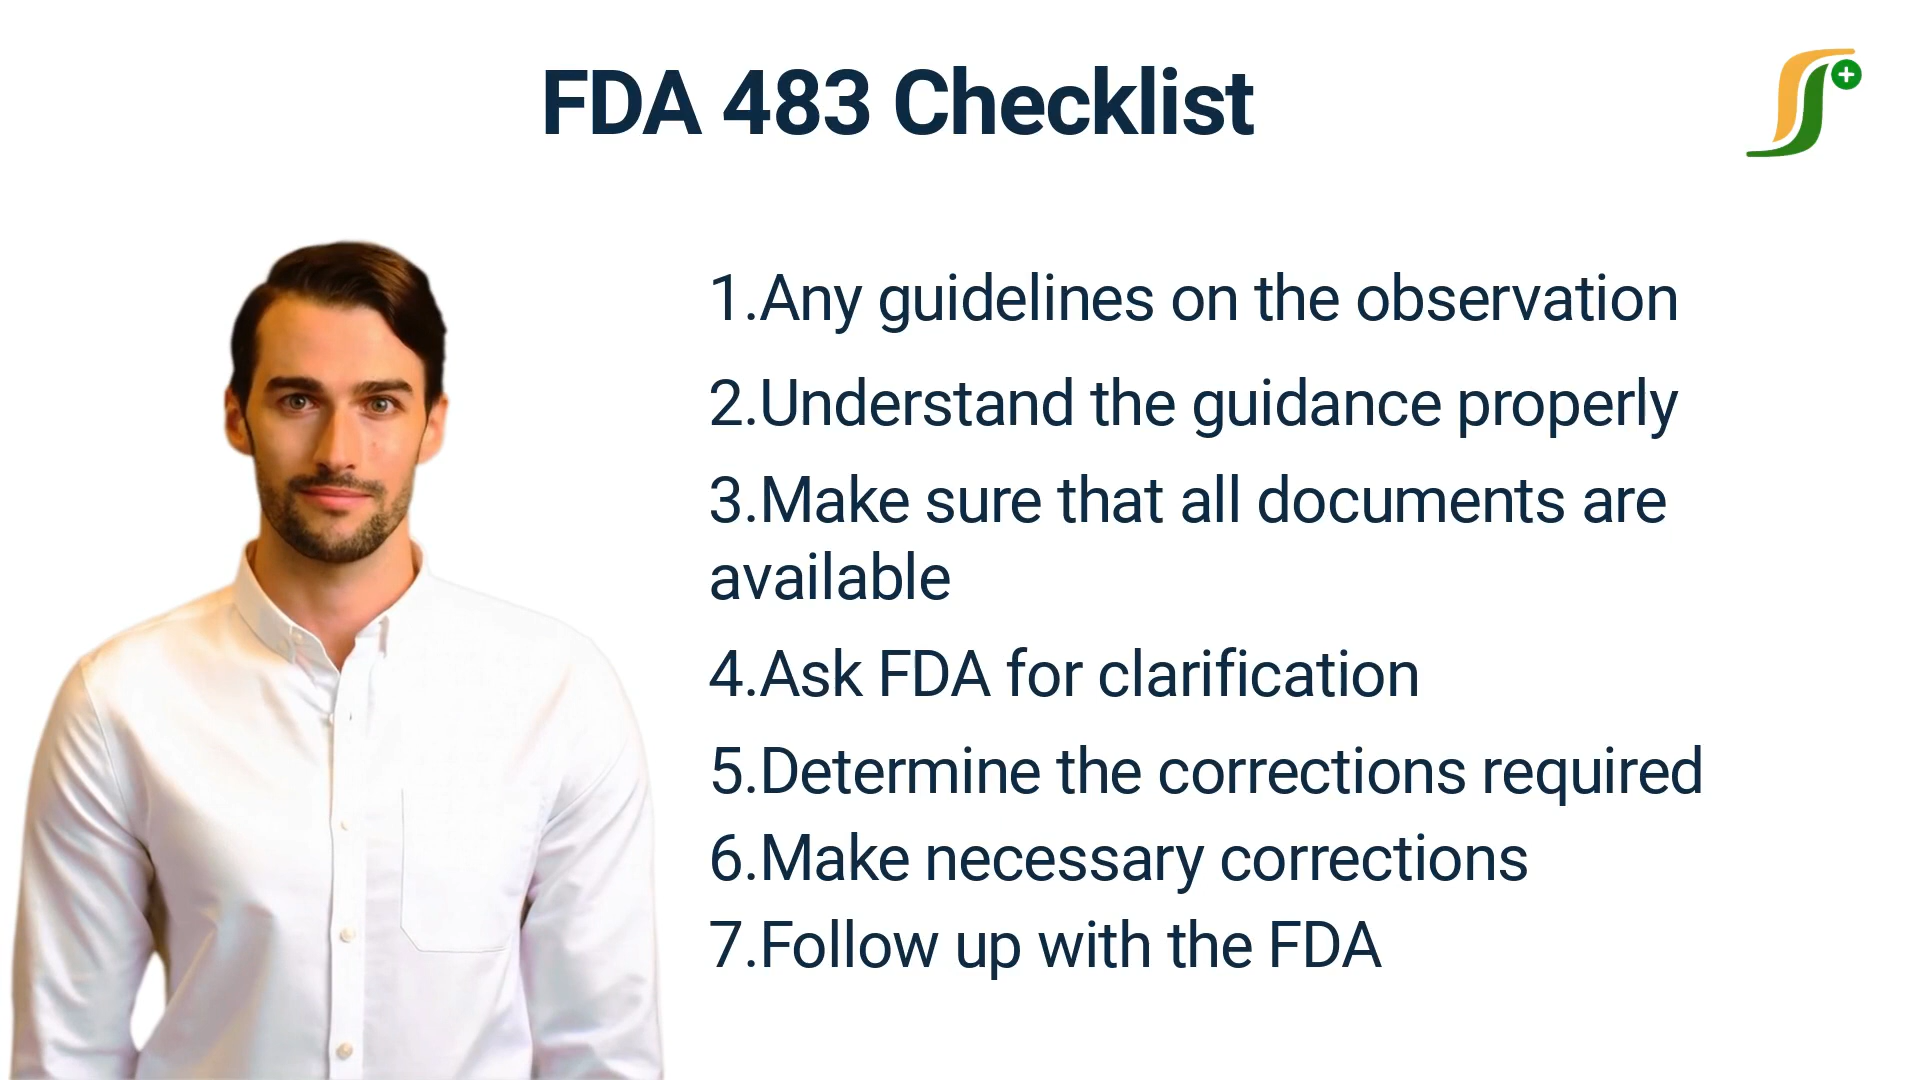 FDA 483 Checklist
1.Any guidelines on the observation
2.Understand the guidance properly
3.Make sure that all documents are
available
4.Ask FDA for clarification
5.Determine the corrections required
6.Make necessary corrections
7.Follow up with the FDA